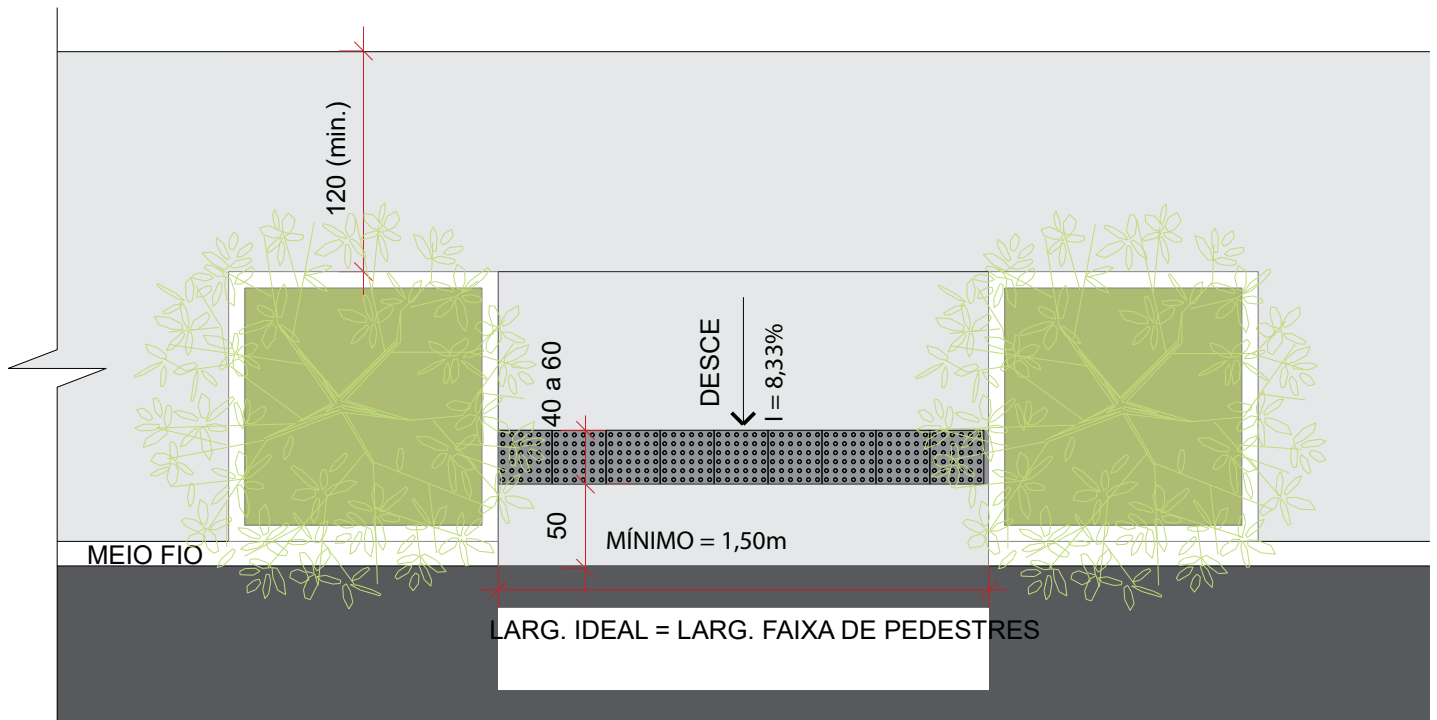 120 (min.)
40 a 60
DESCE
I = 8,33%
50
MÍNIMO = 1,50m
MEIO FIO
LARG. IDEAL = LARG. FAIXA DE PEDESTRES